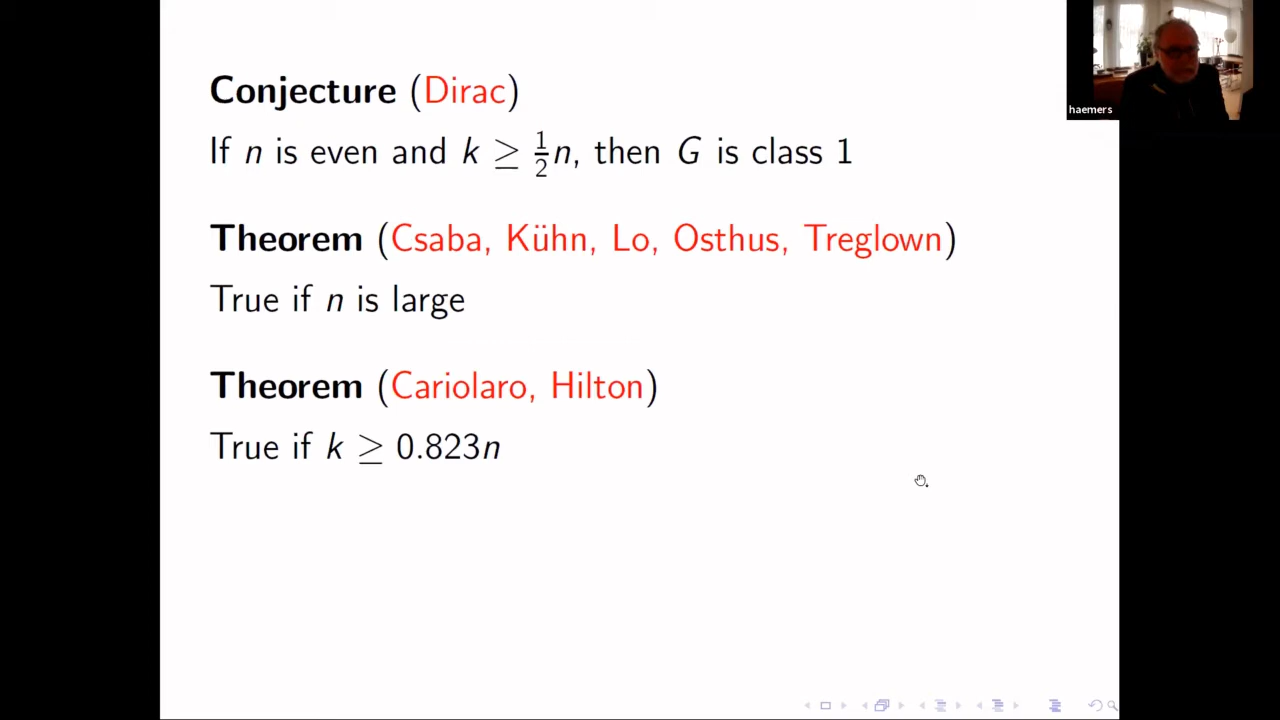 Conjecture (Dirac)
If n is even and k ≥ 1/2 n, then G is class 1
Theorem (Csaba, Kühn, Lo, Osthus, Treglown)
True if n is large
Theorem (Cariolaro, Hilton)
True if k ≥ 0.823n
haemers